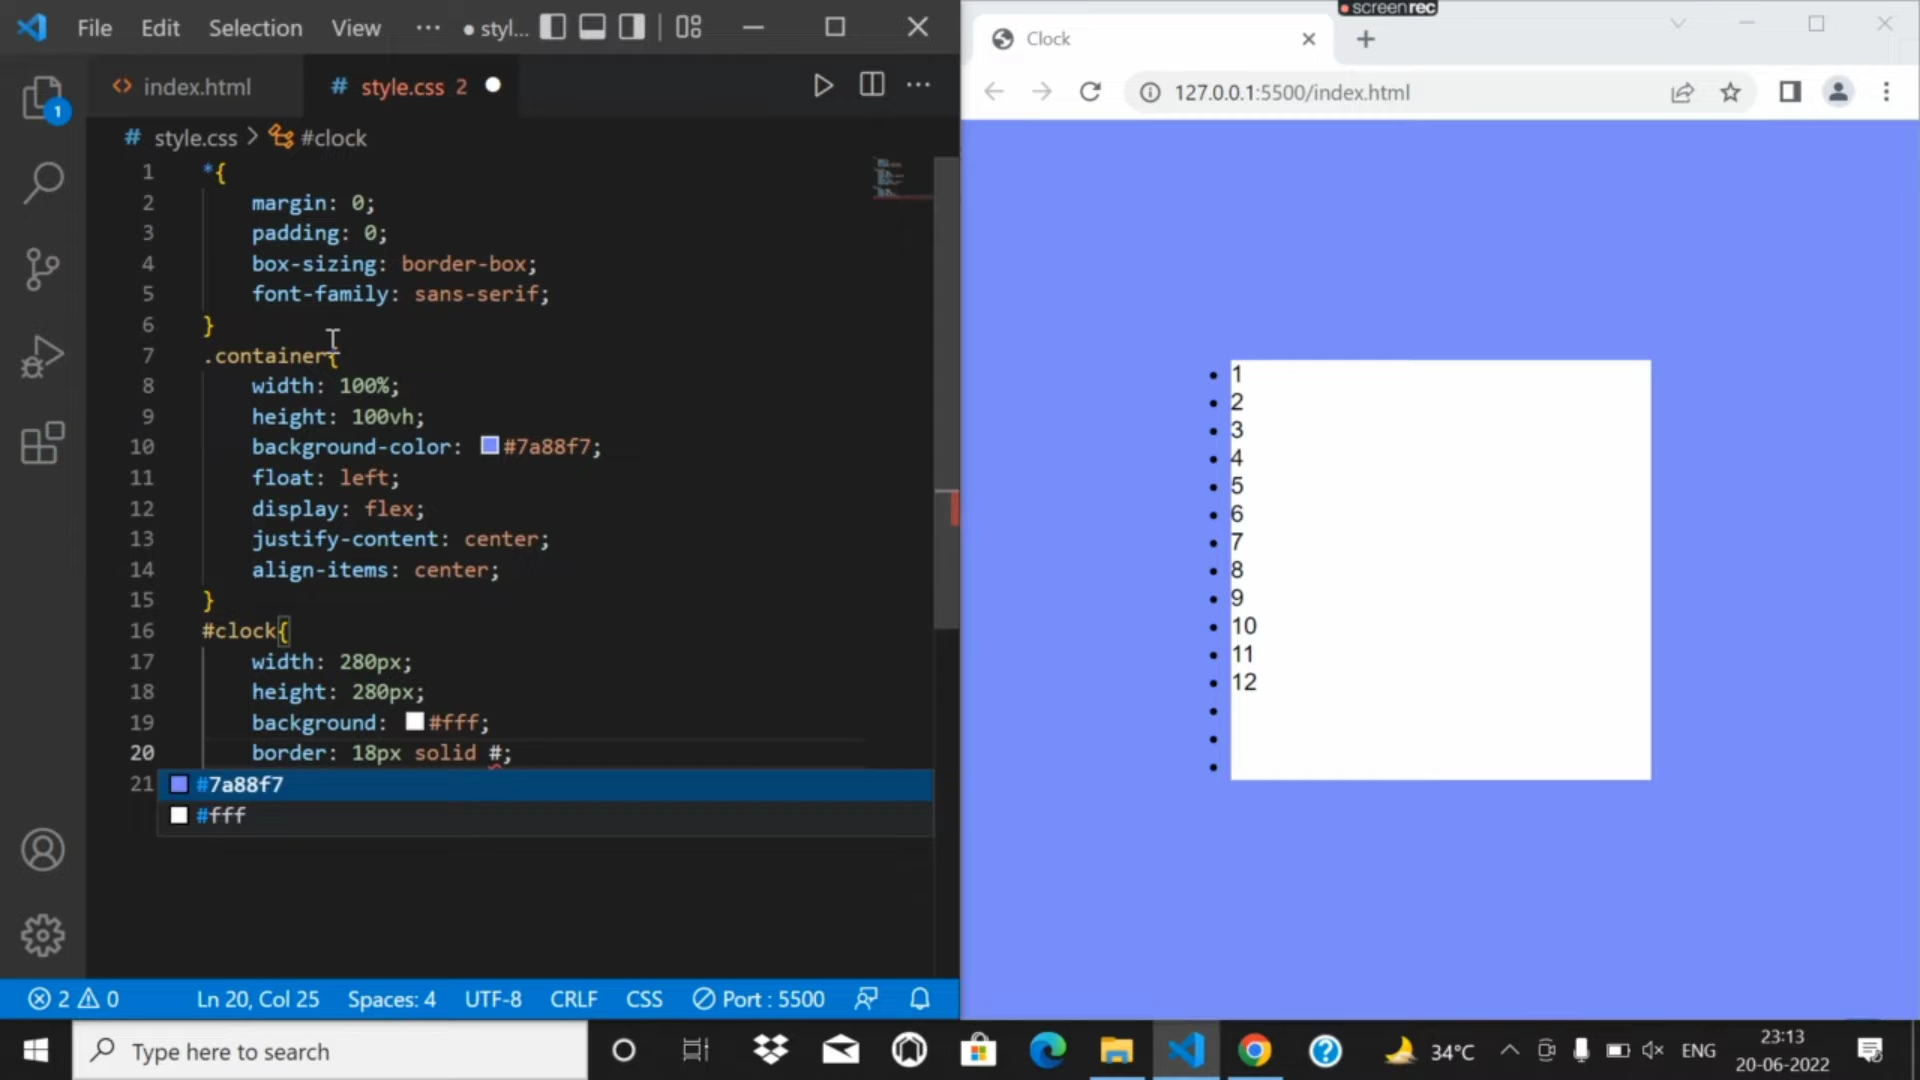 File Edit Selection View ··· ● styl...
index.html # style.css 2 ●
# style.css > #clock
1 *{
2 margin: 0;
3 padding: 0;
4 box-sizing: border-box;
5 font-family: sans-serif;
6 }
7 .container{
8 width: 100%;
9 height: 100vh;
10 background-color: #7a88f7;
11 float: left;
12 display: flex;
13 justify-content: center;
14 align-items: center;
15 }
16 #clock{
17 width: 280px;
18 height: 280px;
19 background: #fff;
20 border: 18px solid #;
21
#7a88f7
#fff
1
2 0 Ln 20, Col 25 Spaces: 4 UTF-8 CRLF CSS Port : 5500
screenrec
Clock
127.0.0.1:5500/index.html
• 1
• 2
• 3
• 4
• 5
• 6
• 7
• 8
• 9
• 10
• 11
• 12
•
•
•
Type here to search
34°C ENG 23:13
20-06-2022